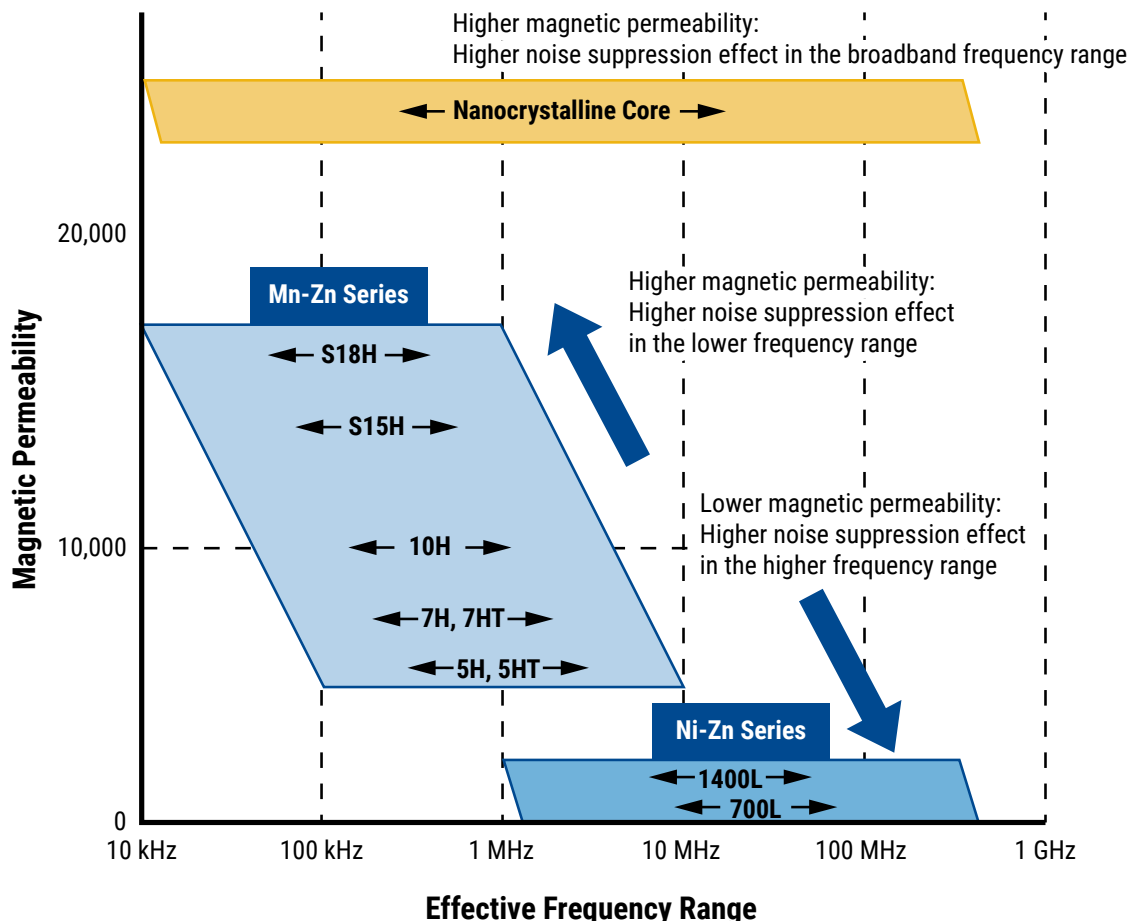 Higher magnetic permeability:
Higher noise suppression effect in the broadband frequency range
Nanocrystalline Core
20,000
Mn-Zn Series
Higher magnetic permeability:
Higher noise suppression effect
in the lower frequency range
S18H
S15H
Magnetic Permeability
Lower magnetic permeability:
Higher noise suppression effect
in the higher frequency range
10,000
10H
7H, 7HT
5H, 5HT
Ni-Zn Series
1400L
700L
0
10 kHz
100 kHz
1 MHz
10 MHz
100 MHz
1 GHz
Effective Frequency Range